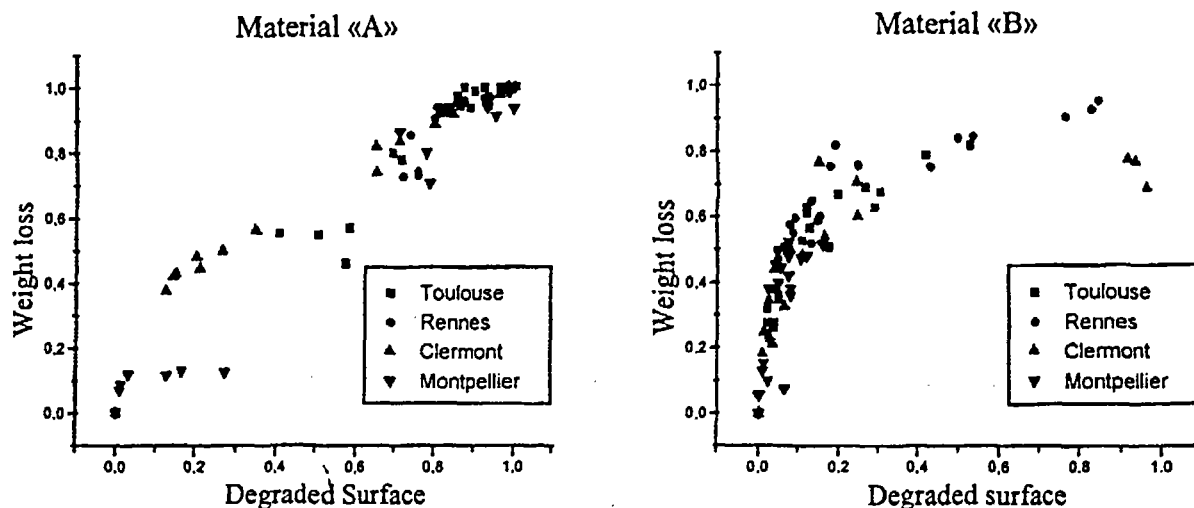 Material «A»
Weight loss
1,0
0,8
0,6
0,4
0,2
0,0
Toulouse
Rennes
Clermont
Montpellier
0,0 0,2 0,4 0,6 0,8 1,0
Degraded Surface
Material «B»
Weight loss
1,0
0,8
0,6
0,4
0,2
0,0
Toulouse
Rennes
Clermont
Montpellier
0,0 0,2 0,4 0,6 0,8 1.0
Degraded surface